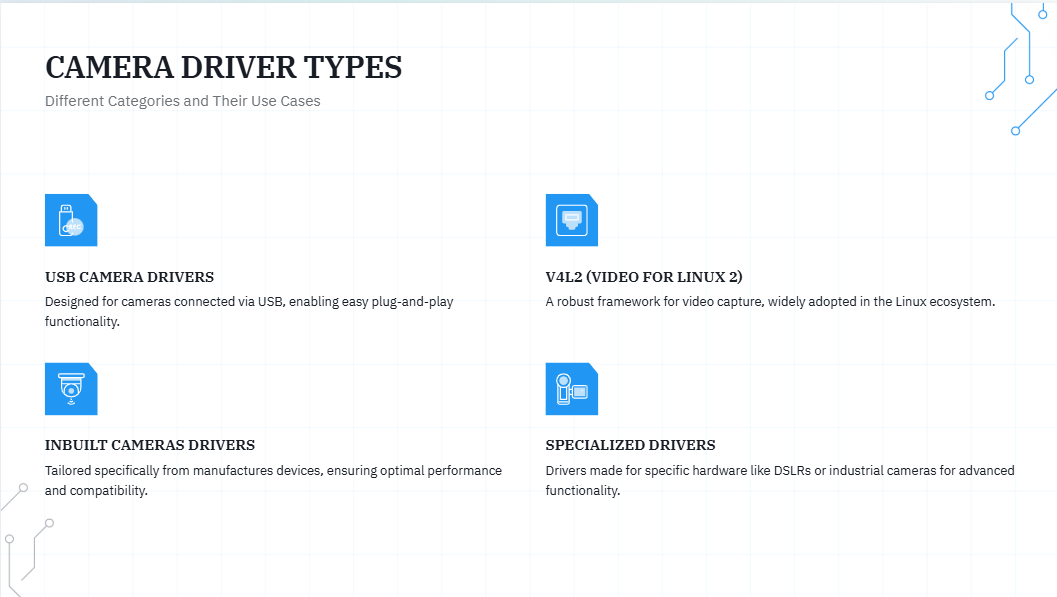 CAMERA DRIVER TYPES
Different Categories and Their Use Cases
USB CAMERA DRIVERS
Designed for cameras connected via USB, enabling easy plug-and-play
functionality.
V4L2 (VIDEO FOR LINUX 2)
A robust framework for video capture, widely adopted in the Linux ecosystem.
INBUILT CAMERAS DRIVERS
Tailored specifically from manufactures devices, ensuring optimal performance
and compatibility.
SPECIALIZED DRIVERS
Drivers made for specific hardware like DSLRs or industrial cameras for advanced
functionality.